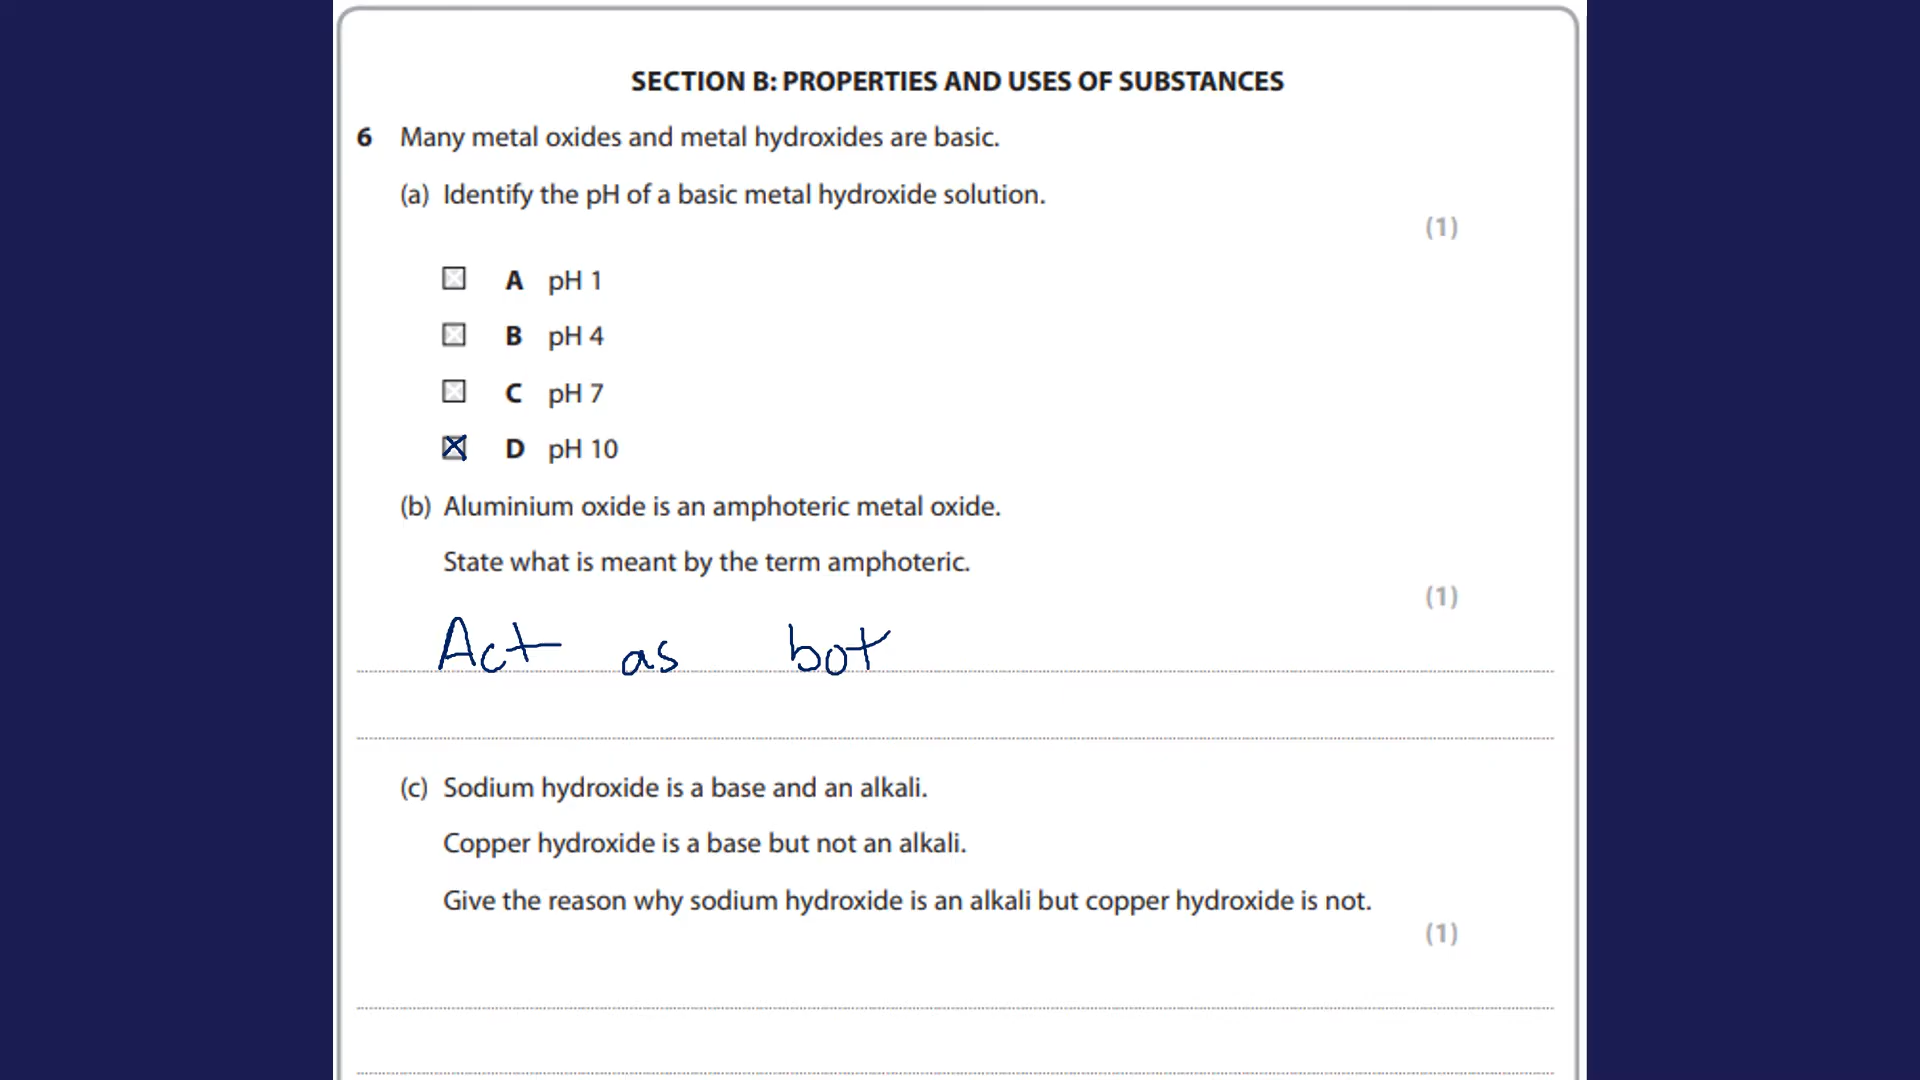 SECTION B: PROPERTIES AND USES OF SUBSTANCES
6 Many metal oxides and metal hydroxides are basic.
(a) Identify the pH of a basic metal hydroxide solution.
(1)
A pH 1
B pH 4
C pH 7
D pH 10
(b) Aluminium oxide is an amphoteric metal oxide.
State what is meant by the term amphoteric.
(1)
Act as bot
(c) Sodium hydroxide is a base and an alkali.
Copper hydroxide is a base but not an alkali.
Give the reason why sodium hydroxide is an alkali but copper hydroxide is not.
(1)